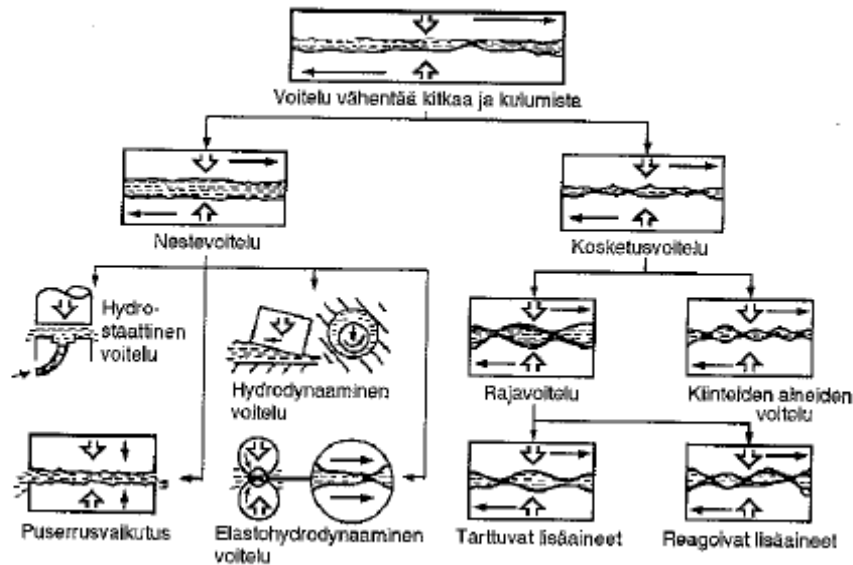 Voitelu vähentää kitkaa ja kulumista
Nestevoitelu
Kosketusvoitelu
Hydro-
staattinen
voitelu
Hydrodynaaminen
voitelu
Rajavoitelu
Kiinteiden aineiden
voitelu
Puserrusvaikutus
Elastohydrodynaaminen
voitelu
Tarttuvat lisäaineet
Reagoivat lisäaineet